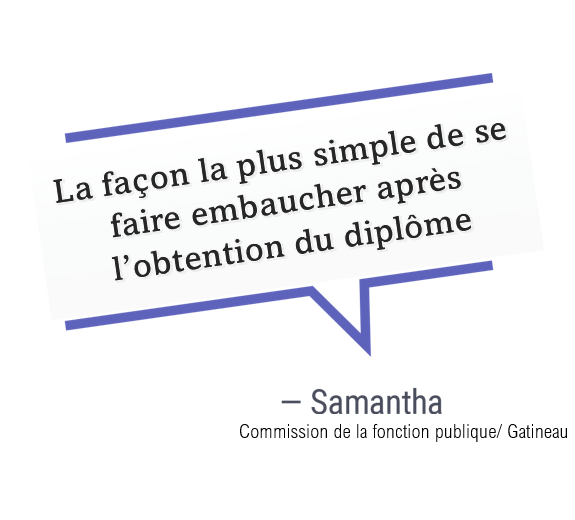 La façon la plus simple de se
faire embaucher après
l’obtention du diplôme
— Samantha
Commission de la fonction publique/ Gatineau